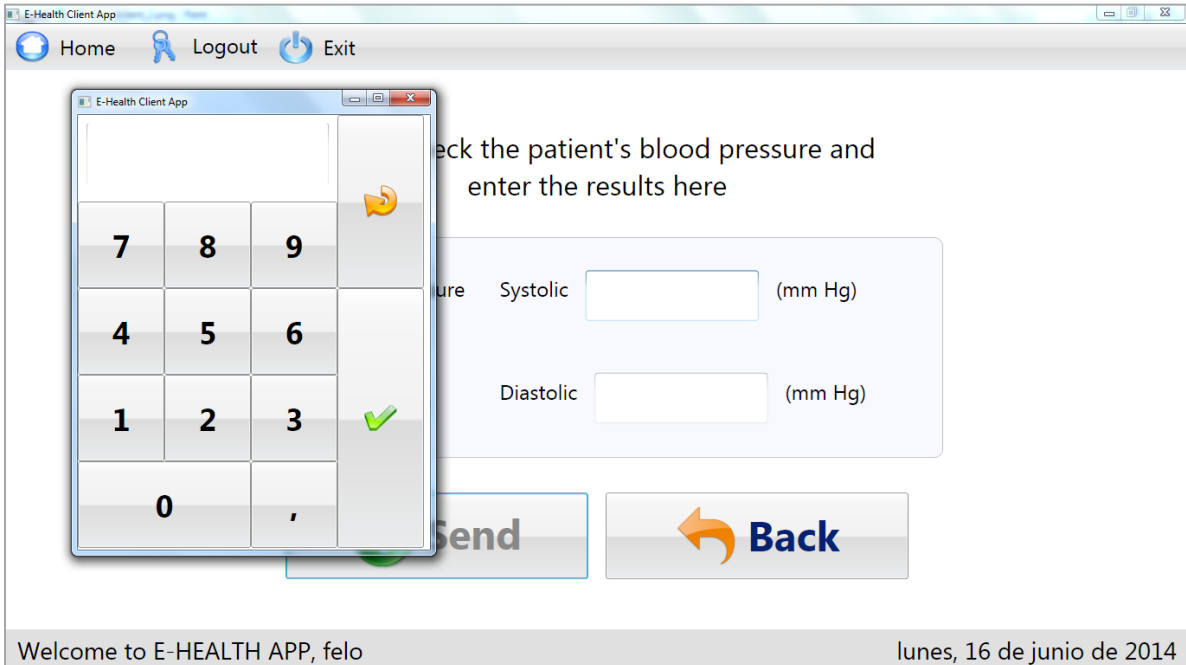 E-Health Client App
Home Logout Exit
E-Health Client App
7 8 9
4 5 6
1 2 3
0 ,
the patient's blood pressure and
enter the results here
Systolic (mm Hg)
Diastolic (mm Hg)
Send Back
Welcome to E-HEALTH APP, felo lunes, 16 de junio de 2014